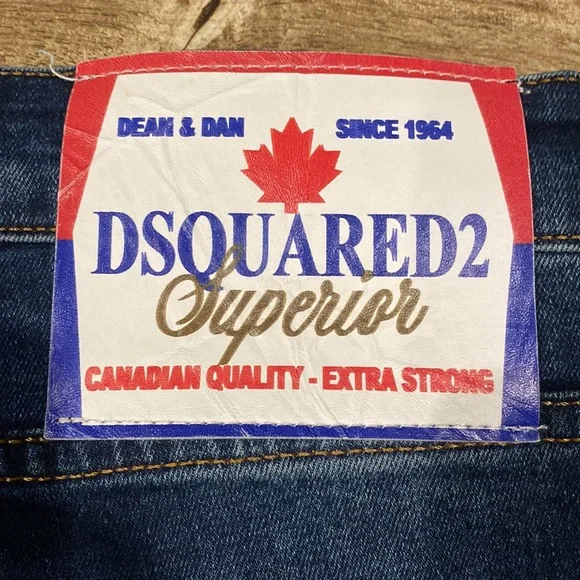 DEAN & DAN SINCE 1964
DSQUARED2
Superior
CANADIAN QUALITY - EXTRA STRONG